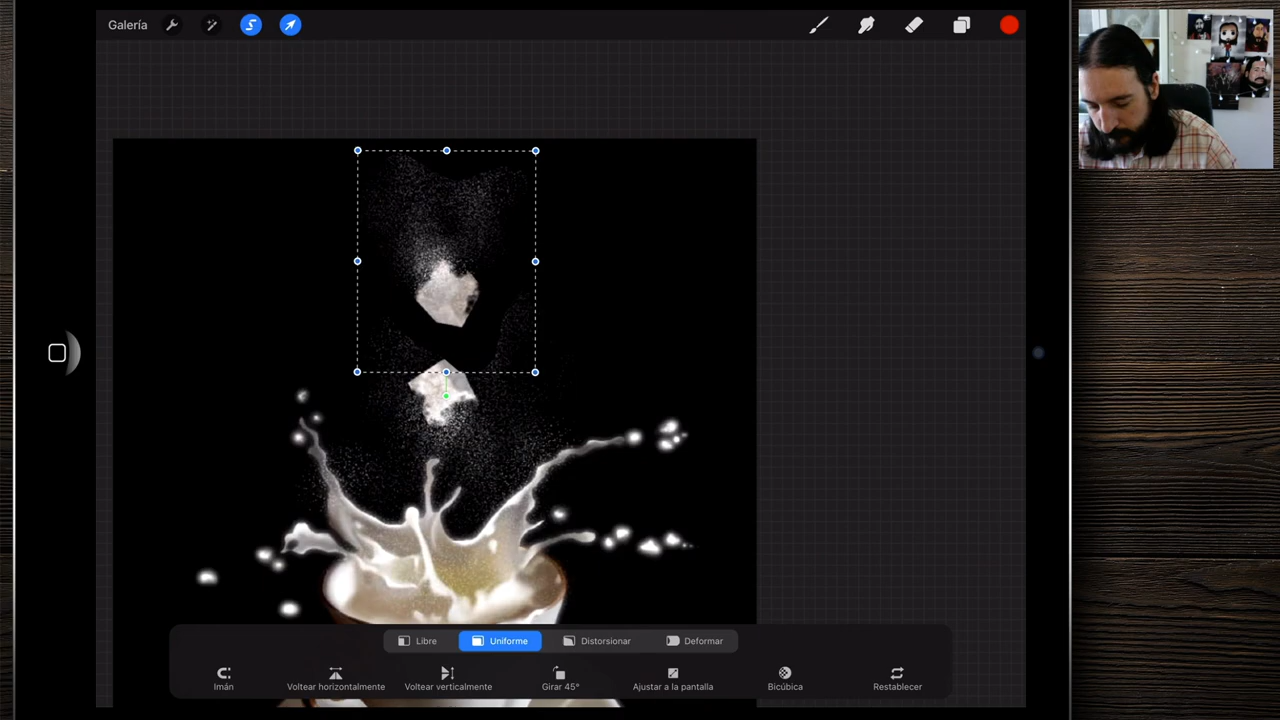 Galería
Libre
Uniforme
Distorsionar
Deformar
Imán
Voltear horizontalmente
Voltear verticalmente
Girar 45°
Ajustar a la pantalla
Bicúbica
Restablecer